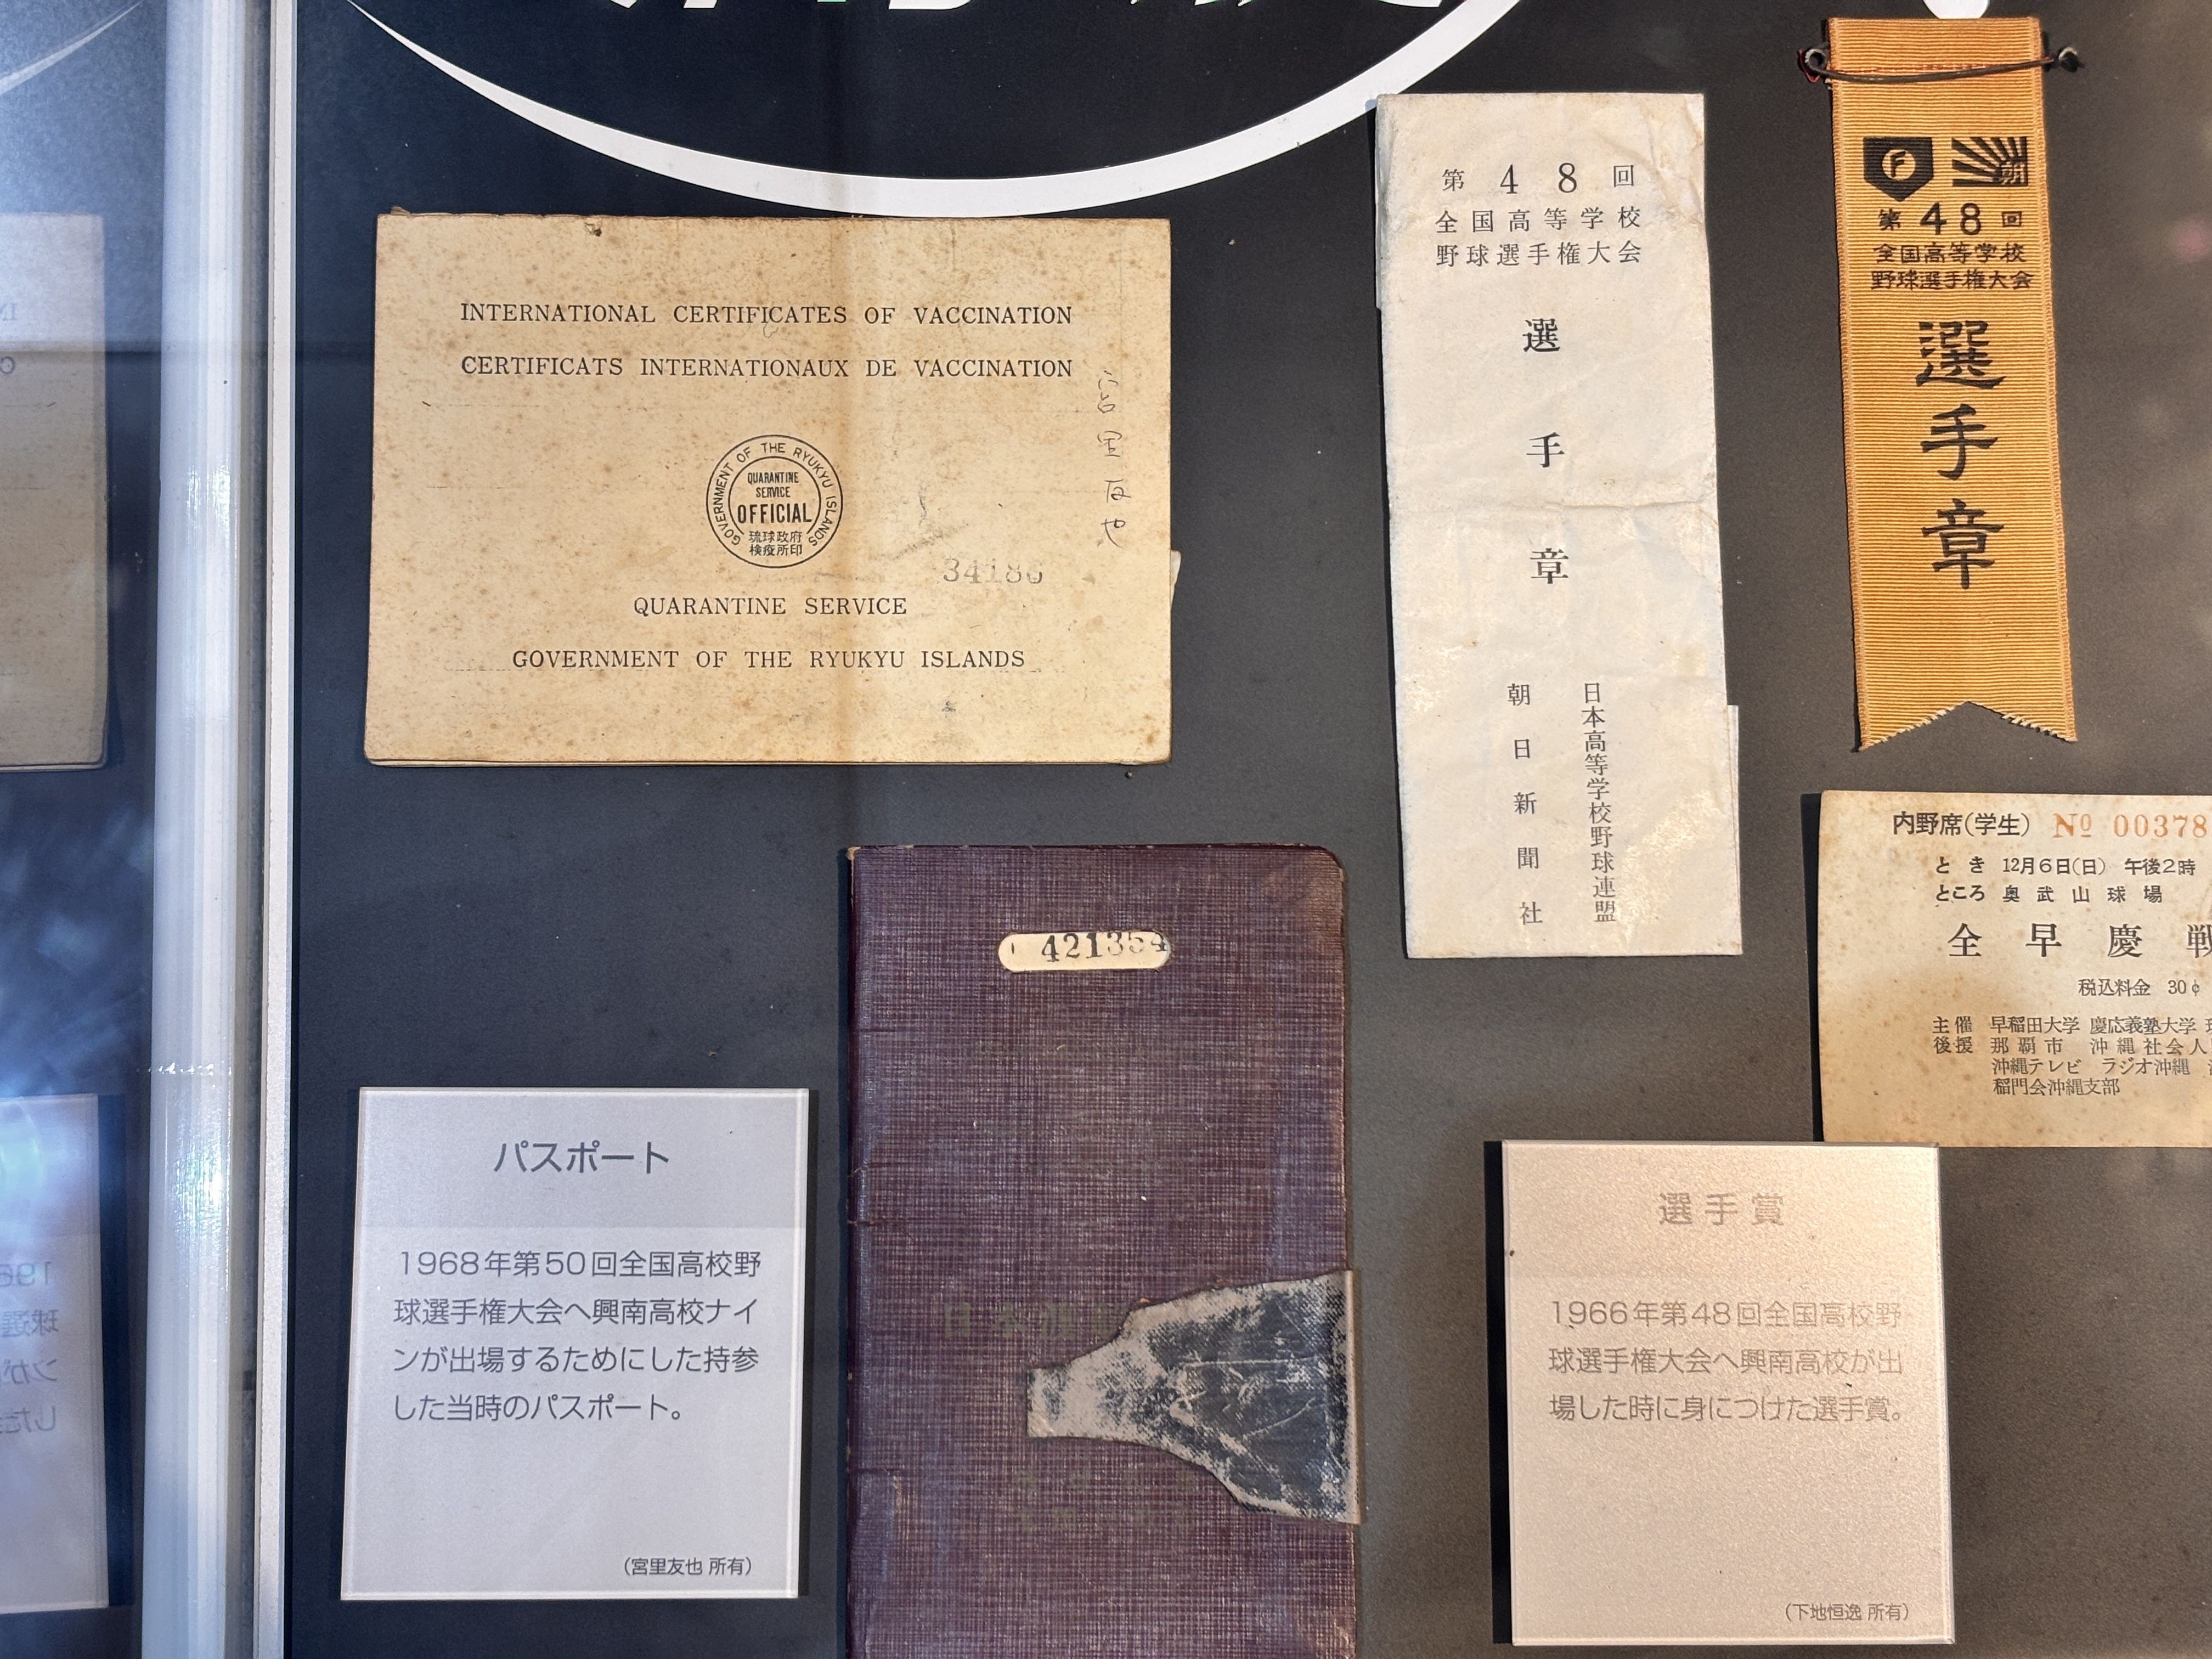 INTERNATIONAL CERTIFICATES OF VACCINATION
CERTIFICATS INTERNATIONAUX DE VACCINATION
宮里友也
GOVERNMENT OF THE RYUKYU ISLANDS
QUARANTINE
SERVICE
OFFICIAL
琉球政府
検疫所印
34186
QUARANTINE SERVICE
GOVERNMENT OF THE RYUKYU ISLANDS
第48回
全国高等学校
野球選手権大会
選手章
日本高等学校野球連盟
朝日新聞社
F
第48回
全国高等学校
野球選手権大会
選手章
内野席(学生) № 00378
とき 12月6日(日) 午後2時
ところ 奥武山球場
全早慶戦
税込料金 30¢
主催 早稲田大学 慶応義塾大学
後援 那覇市 沖縄社会人
沖縄テレビ ラジオ沖縄
稲門会沖縄支部
421354
日本
パスポート
1968年第50回全国高校野
球選手権大会へ興南高校ナイ
ンが出場するためにした持参
した当時のパスポート。
(宮里友也 所有)
選手賞
1966年第48回全国高校野
球選手権大会へ興南高校が出
場した時に身につけた選手賞。
(下地恒逸 所有)